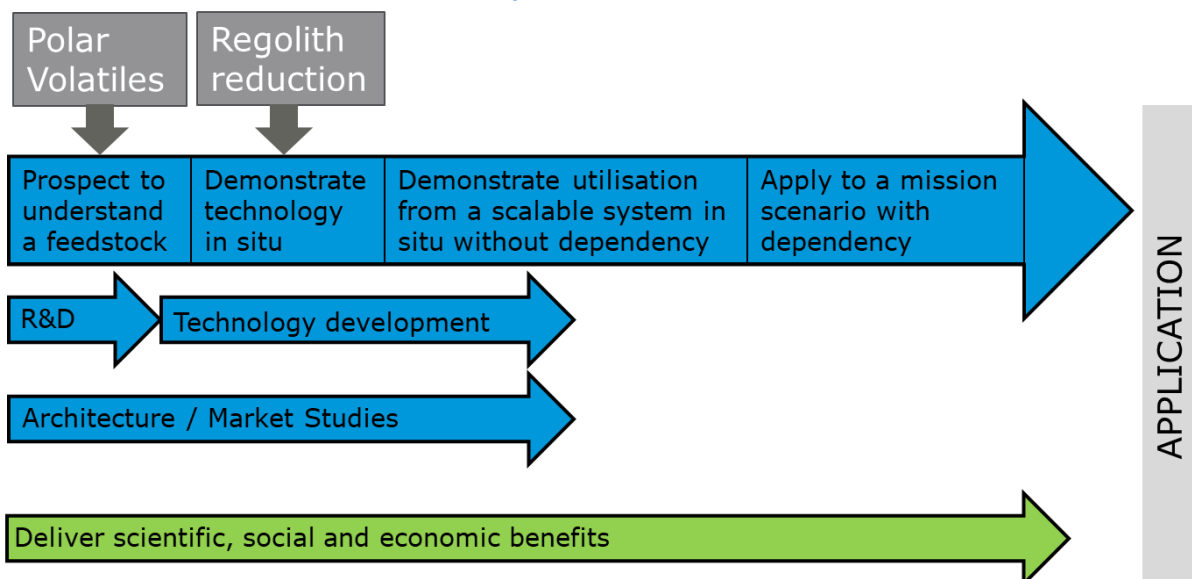 Polar
Volatiles
Regolith
reduction
Prospect to
understand
a feedstock
Demonstrate
technology
in situ
Demonstrate utilisation
from a scalable system in
situ without dependency
Apply to a mission
scenario with
dependency
R&D
Technology development
Architecture / Market Studies
Deliver scientific, social and economic benefits
APPLICATION